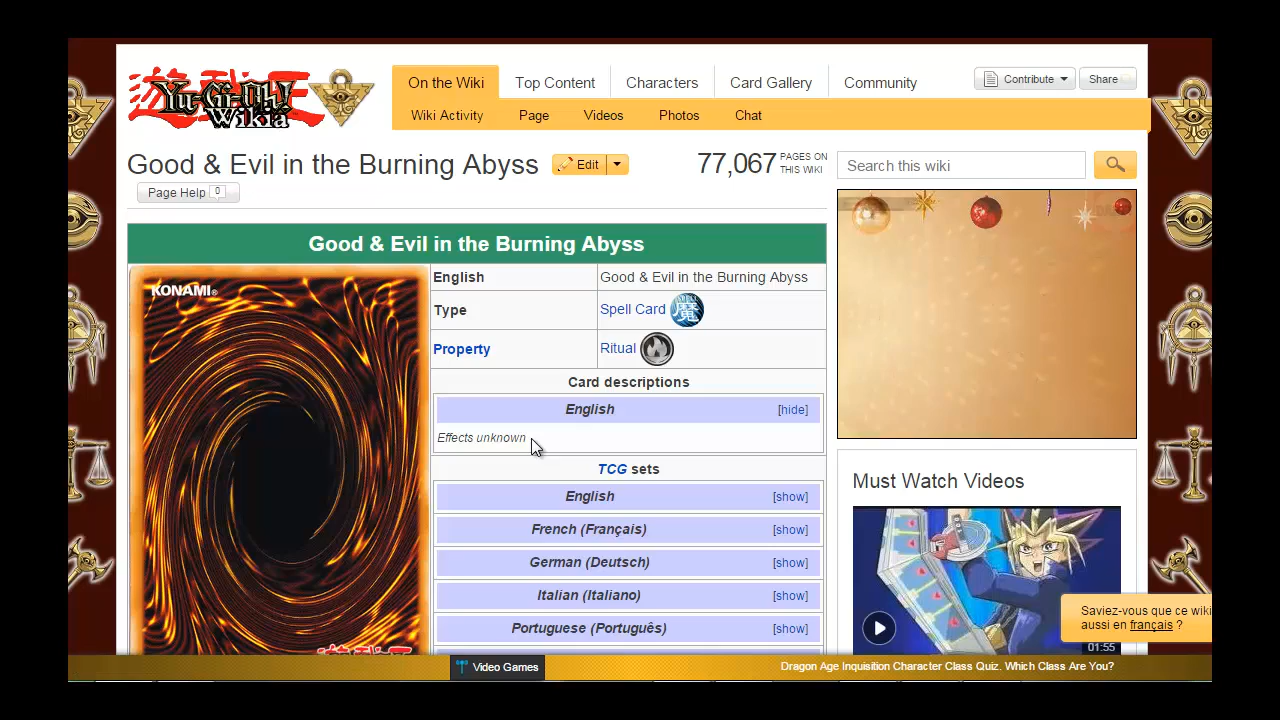 遊戯王
Yu-Gi-Oh!
Wikia
On the Wiki
Top Content
Characters
Card Gallery
Community
Contribute
Share
Wiki Activity
Page
Videos
Photos
Chat
Good & Evil in the Burning Abyss
Edit
77,067
PAGES ON
THIS WIKI
Search this wiki
Page Help 0
Good & Evil in the Burning Abyss
KONAMI®
English
Good & Evil in the Burning Abyss
Type
Spell Card
SPELL
魔
Property
Ritual
Card descriptions
English
[hide]
Effects unknown
TCG sets
English
[show]
French (Français)
[show]
German (Deutsch)
[show]
Italian (Italiano)
[show]
Portuguese (Português)
[show]
Must Watch Videos
01:55
Saviez-vous que ce wiki
aussi en français ?
Video Games
Dragon Age Inquisition Character Class Quiz. Which Class Are You?